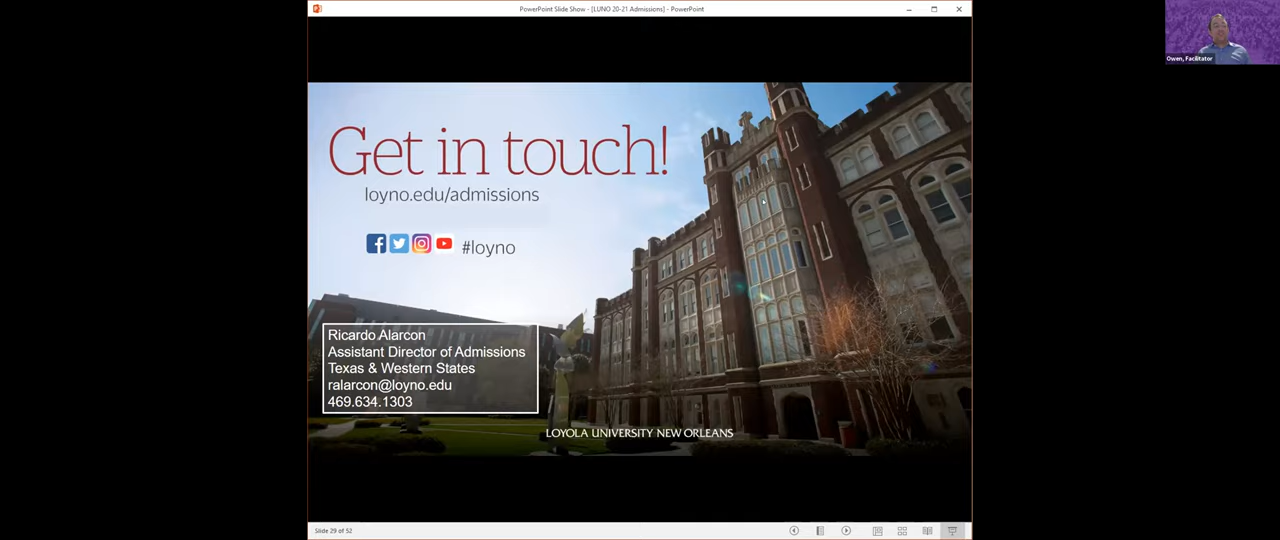 PowerPoint Slide Show - [LUNO 20-21 Admissions] - PowerPoint
Owen, Facilitator
Get in touch!
loyno.edu/admissions
#loyno
Ricardo Alarcon
Assistant Director of Admissions
Texas & Western States
ralarcon@loyno.edu
469.634.1303
LOYOLA UNIVERSITY NEW ORLEANS
Slide 29 of 52